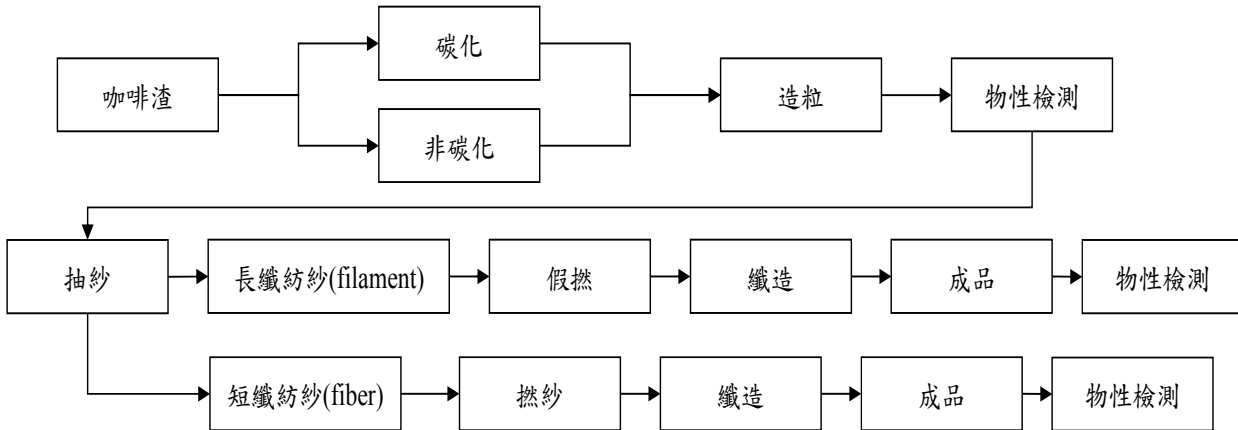 碳化
咖啡渣
造粒
物性檢測
非碳化
抽紗
長纖紡紗(filament)
假撚
纖造
成品
物性檢測
短纖紡紗(fiber)
撚紗
纖造
成品
物性檢測